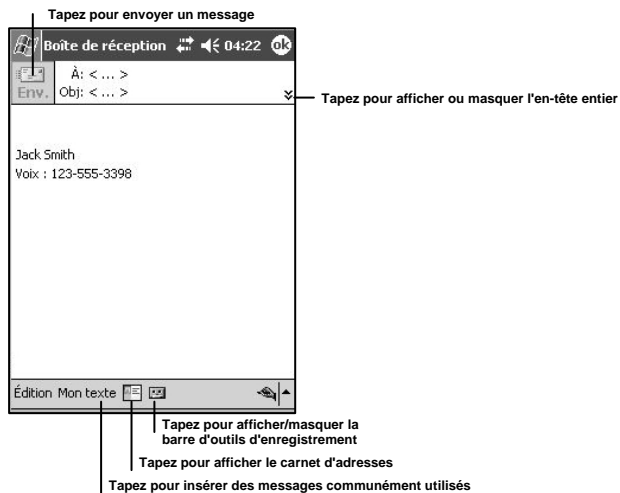 Tapez pour envoyer un message
Boîte de réception 04:22 ok
À: < ... >
Env. Obj: < ... >
Tapez pour afficher ou masquer l'en-tête entier
Jack Smith
Voix : 123-555-3398
Édition Mon texte
Tapez pour afficher/masquer la
barre d'outils d'enregistrement
Tapez pour afficher le carnet d'adresses
Tapez pour insérer des messages communément utilisés